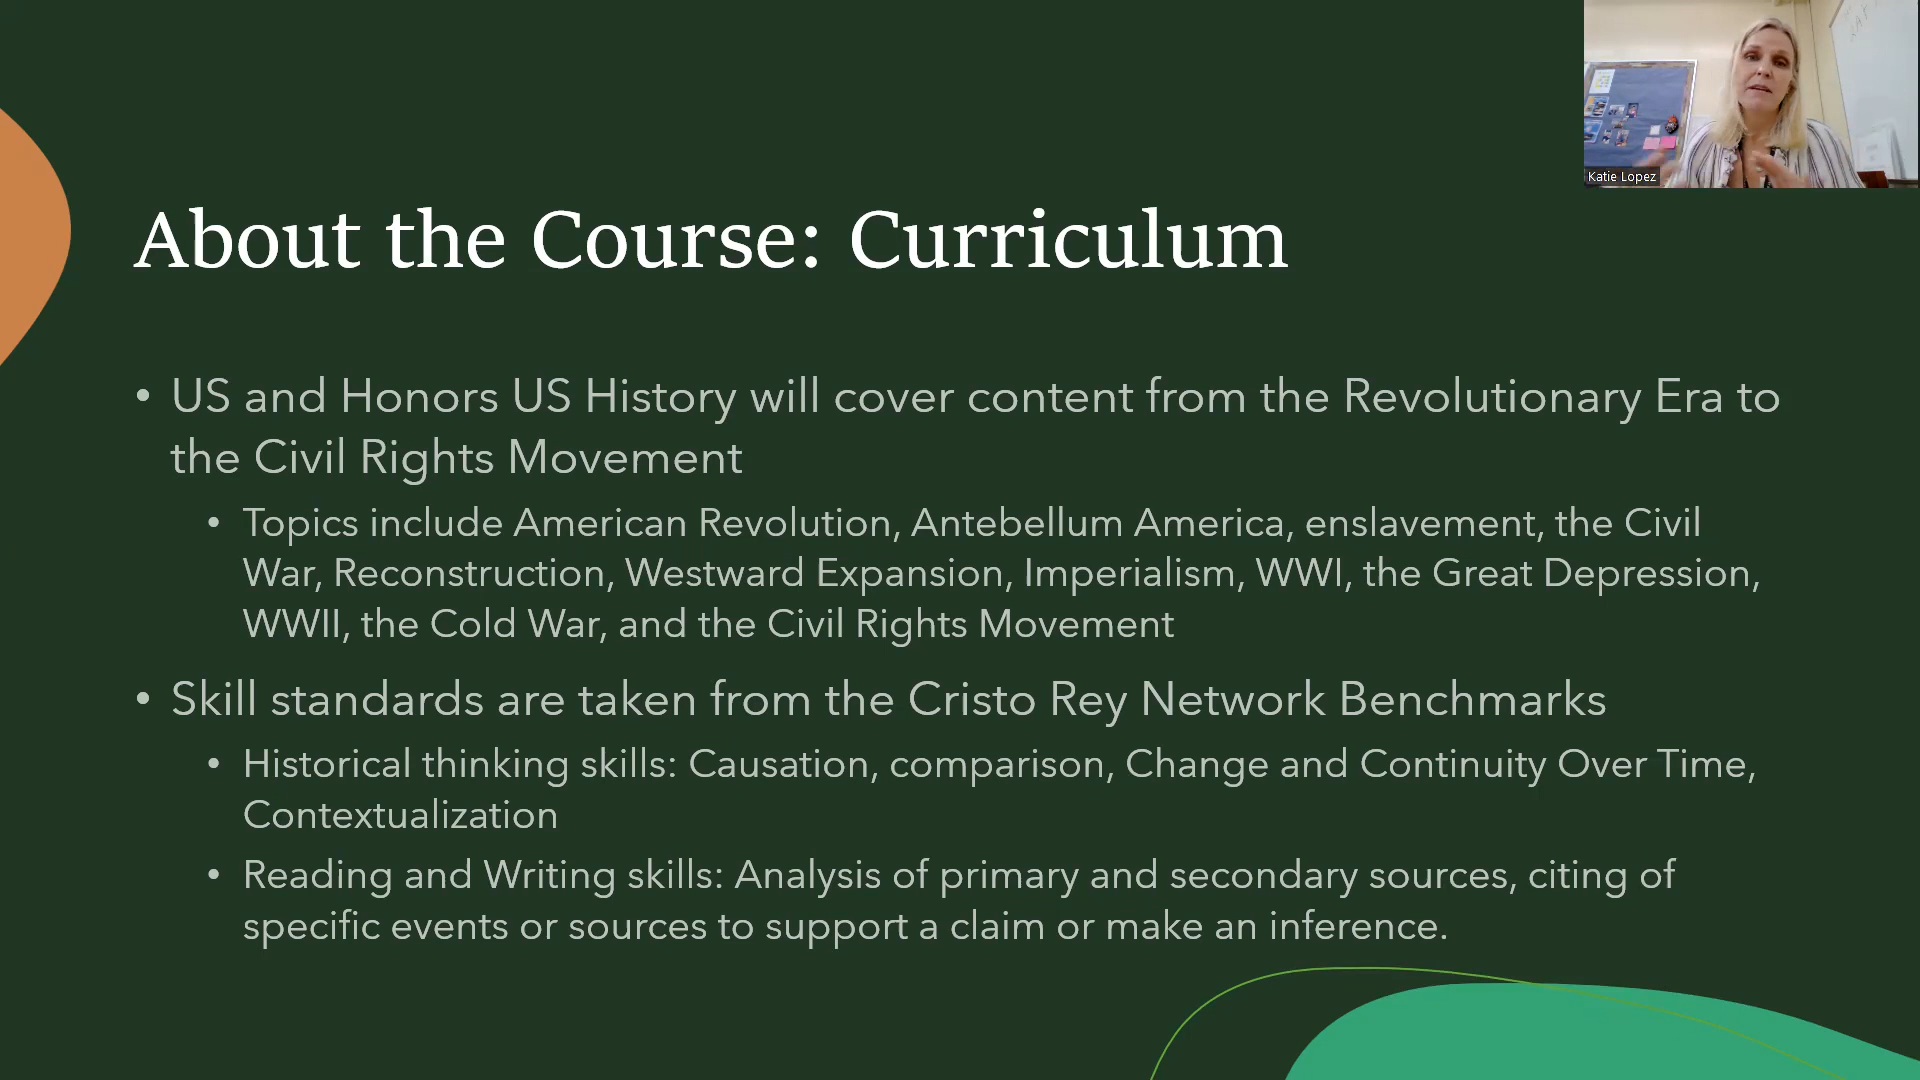 Katie Lopez
About the Course: Curriculum
• US and Honors US History will cover content from the Revolutionary Era to
the Civil Rights Movement
• Topics include American Revolution, Antebellum America, enslavement, the Civil
War, Reconstruction, Westward Expansion, Imperialism, WWI, the Great Depression,
WWII, the Cold War, and the Civil Rights Movement
• Skill standards are taken from the Cristo Rey Network Benchmarks
• Historical thinking skills: Causation, comparison, Change and Continuity Over Time,
Contextualization
• Reading and Writing skills: Analysis of primary and secondary sources, citing of
specific events or sources to support a claim or make an inference.